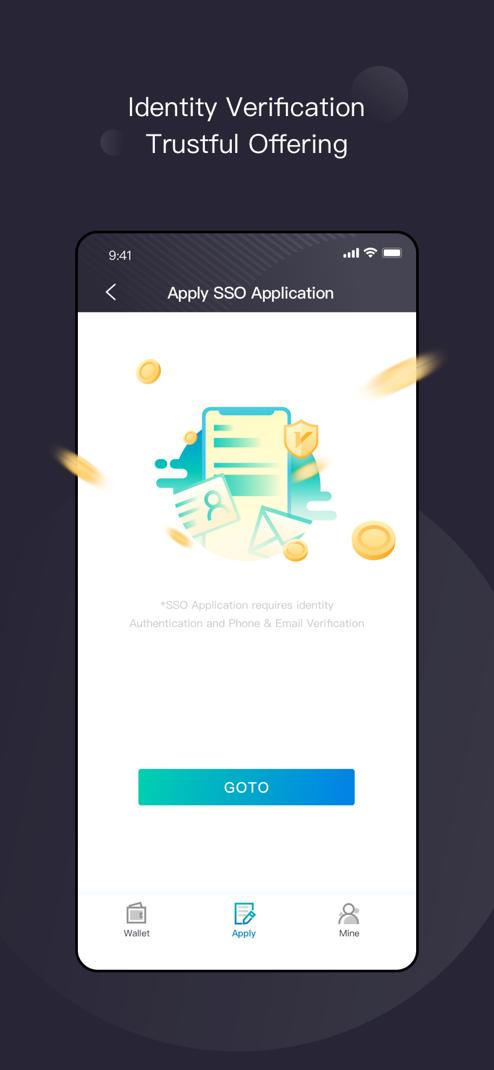 Identity Verification
Trustful Offering
9:41
Apply SSO Application
*SSO Application requires identity
Authentication and Phone & Email Verification
GOTO
Wallet
Apply
Mine